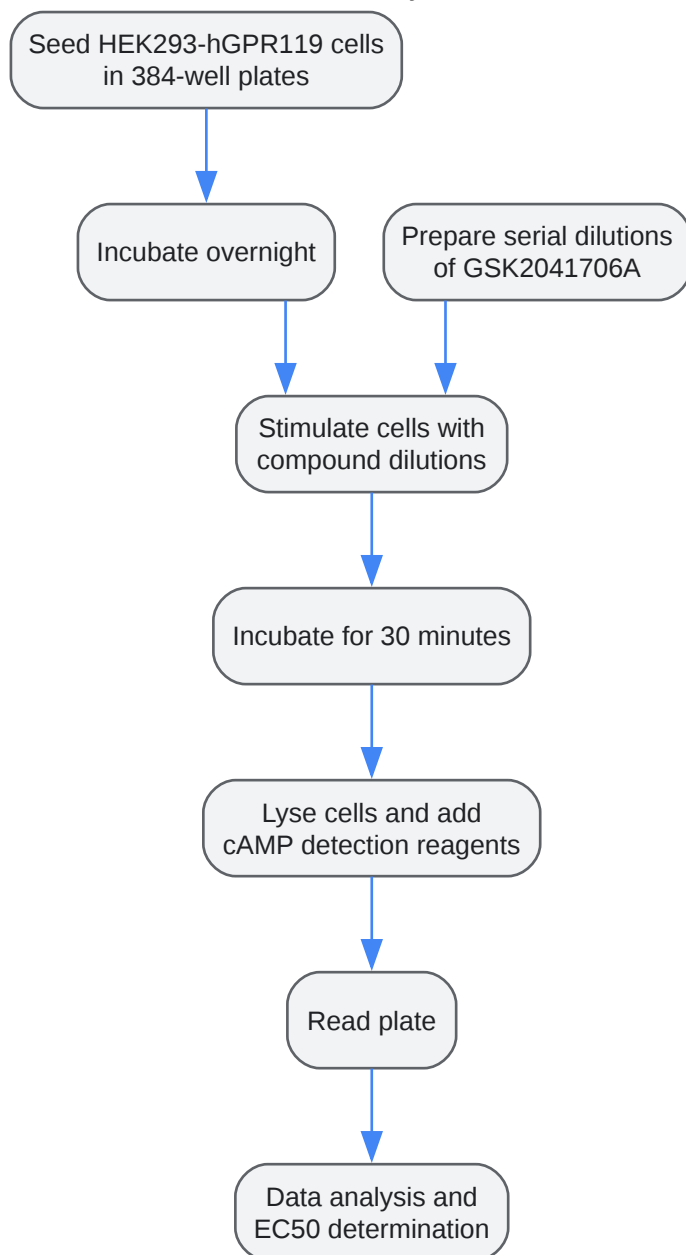 Seed HEK293-hGPR119 cells
in 384-well plates
Incubate overnight
Prepare serial dilutions
of GSK2041706A
Stimulate cells with
compound dilutions
Incubate for 30 minutes
Lyse cells and add
cAMP detection reagents
Read plate
Data analysis and
EC50 determination